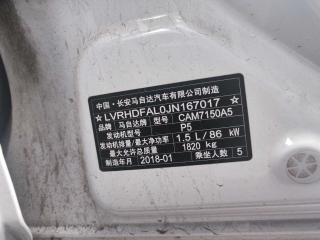 中国·长安马自达汽车有限公司制造
☆LVRHDFAL0JN167017☆
品牌 马自达牌 型号 CAM7150A5
发动机型号 P5
发动机排量/最大净功率 1.5 L/86 kW
最大允许总质量 1820 kg
制造年月 2018-01 乘坐人数 5